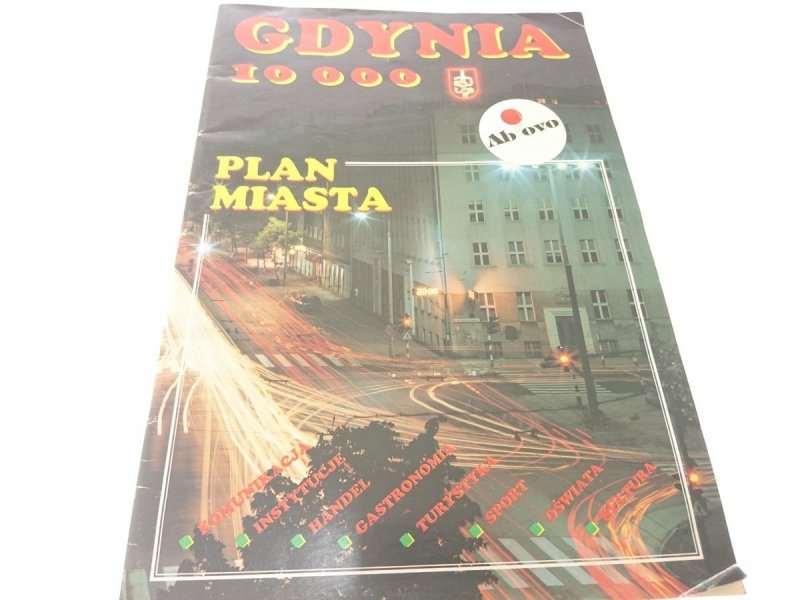 GDYNIA
10 000
Ab ovo
PLAN
MIASTA
KOMUNIKACJA
INSTYTUCJE
HANDEL
GASTRONOMIA
TURYSTYKA
SPORT
OŚWIATA
KULTURA